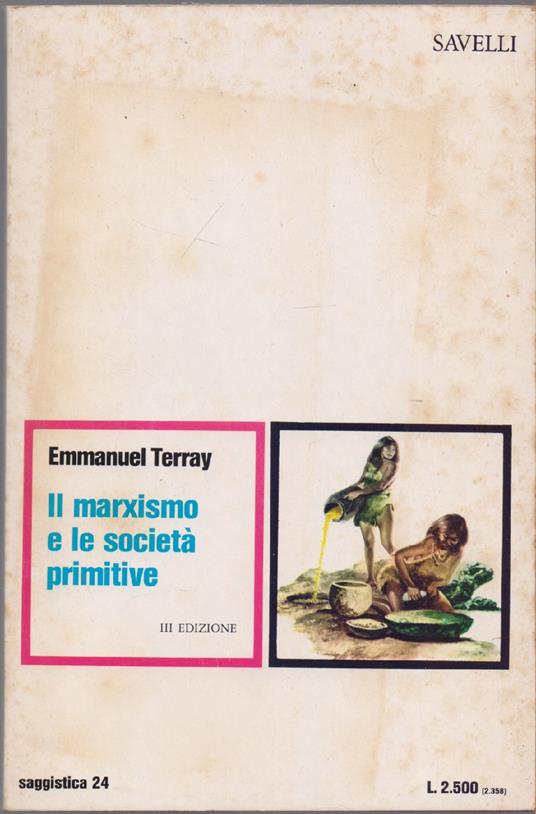 SAVELLI
Emmanuel Terray
Il marxismo
e le società
primitive
III EDIZIONE
saggistica 24
L. 2.500 (2.358)